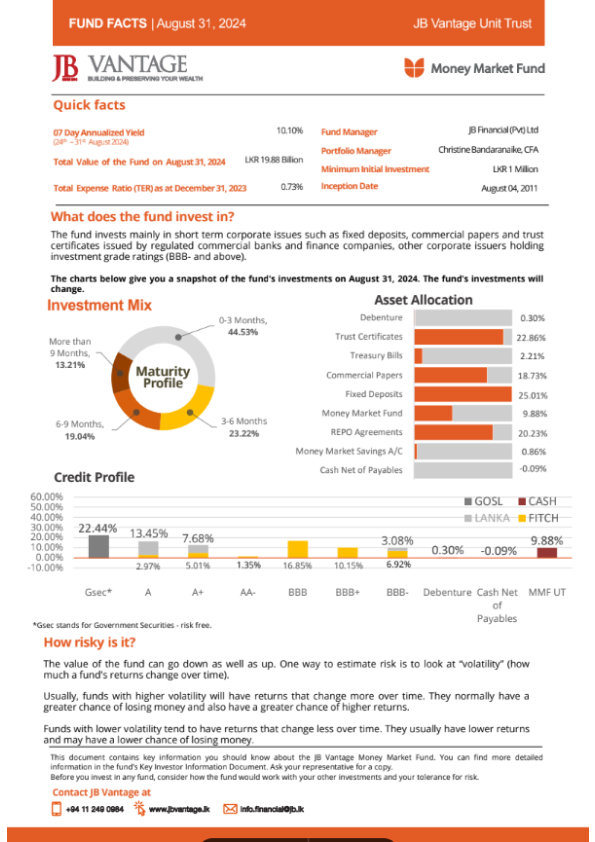 FUND FACTS | August 31, 2024 JB Vantage Unit Trust
JB VANTAGE
BUILDING & PRESERVING YOUR WEALTH
Money Market Fund
Quick facts
07 Day Annualized Yield 10.10%
(24th – 31st August 2024)
Total Value of the Fund on August 31, 2024 LKR 19.88 Billion
Total Expense Ratio (TER) as at December 31, 2023 0.73%
Fund Manager JB Financial (Pvt) Ltd
Portfolio Manager Christine Bandaranaike, CFA
Minimum Initial Investment LKR 1 Million
Inception Date August 04, 2011
What does the fund invest in?
The fund invests mainly in short term corporate issues such as fixed deposits, commercial papers and trust
certificates issued by regulated commercial banks and finance companies, other corporate issuers holding
investment grade ratings (BBB- and above).
The charts below give you a snapshot of the fund's investments on August 31, 2024. The fund's investments will
change.
Investment Mix
0-3 Months,
44.53%
More than
9 Months,
13.21%
Maturity
Profile
6-9 Months,
19.04%
3-6 Months
23.22%
Asset Allocation
Debenture 0.30%
Trust Certificates 22.86%
Treasury Bills 2.21%
Commercial Papers 18.73%
Fixed Deposits 25.01%
Money Market Fund 9.88%
REPO Agreements 20.23%
Money Market Savings A/C 0.86%
Cash Net of Payables -0.09%
Credit Profile
60.00%
50.00%
40.00%
30.00%
20.00%
10.00%
0.00%
-10.00%
GOSL CASH
LANKA FITCH
22.44% 13.45% 7.68% 3.08% 0.30% -0.09% 9.88%
2.97% 5.01% 1.35% 16.85% 10.15% 6.92%
Gsec* A A+ AA- BBB BBB+ BBB- Debenture Cash Net MMF UT
of
Payables
*Gsec stands for Government Securities - risk free.
How risky is it?
The value of the fund can go down as well as up. One way to estimate risk is to look at “volatility” (how
much a fund's returns change over time).
Usually, funds with higher volatility will have returns that change more over time. They normally have a
greater chance of losing money and also have a greater chance of higher returns.
Funds with lower volatility tend to have returns that change less over time. They usually have lower returns
and may have a lower chance of losing money.
This document contains key information you should know about the JB Vantage Money Market Fund. You can find more detailed
information in the fund's Key Investor Information Document. Ask your representative for a copy.
Before you invest in any fund, consider how the fund would work with your other investments and your tolerance for risk.
Contact JB Vantage at
+94 11 249 0984 www.jbvantage.lk info.financial@jb.lk